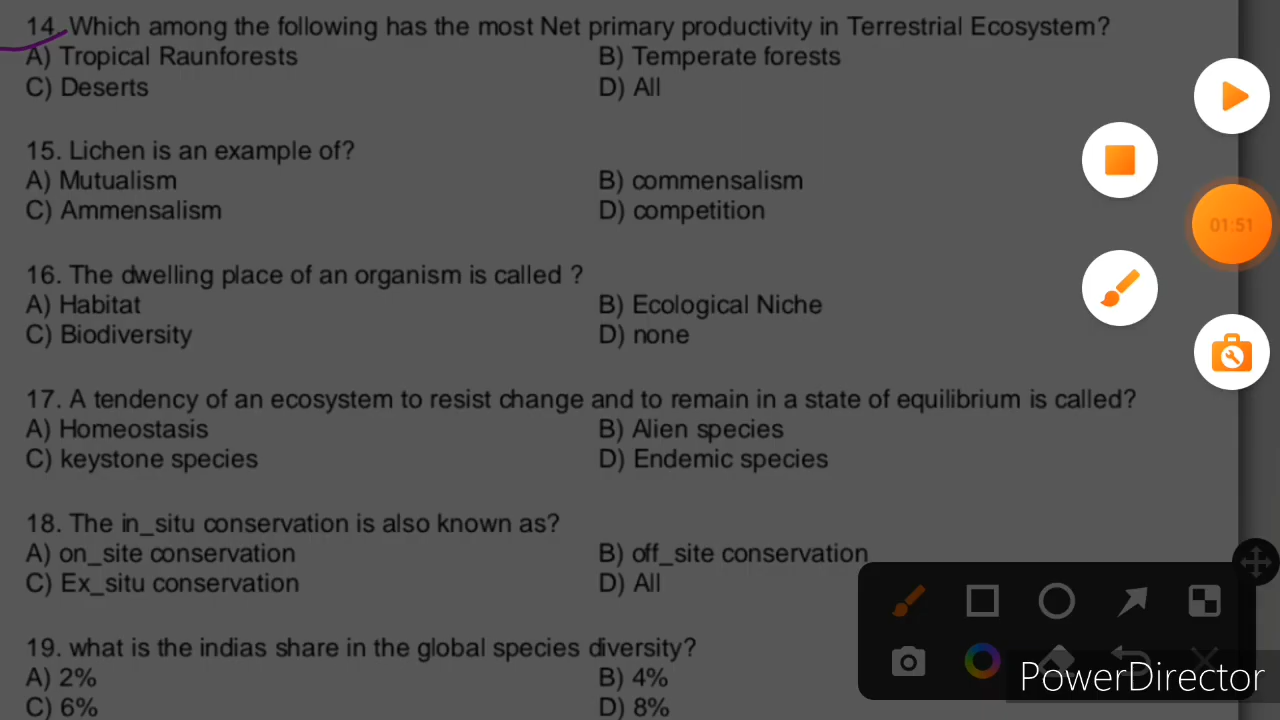 14. Which among the following has the most Net primary productivity in Terrestrial Ecosystem?
A) Tropical Raunforests B) Temperate forests
C) Deserts D) All
15. Lichen is an example of?
A) Mutualism B) commensalism
C) Ammensalism D) competition
16. The dwelling place of an organism is called ?
A) Habitat B) Ecological Niche
C) Biodiversity D) none
17. A tendency of an ecosystem to resist change and to remain in a state of equilibrium is called?
A) Homeostasis B) Alien species
C) keystone species D) Endemic species
18. The in_situ conservation is also known as?
A) on_site conservation B) off_site conservation
C) Ex_situ conservation D) All
19. what is the indias share in the global species diversity?
A) 2% B) 4%
C) 6% D) 8%
01:51
PowerDirector